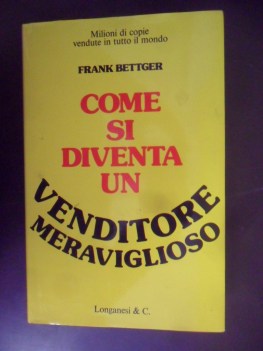 Milioni di copie
vendute in tutto il mondo
FRANK BETTGER
COME
SI
DIVENTA
UN
VENDITORE
MERAVIGLIOSO
Longanesi & C.